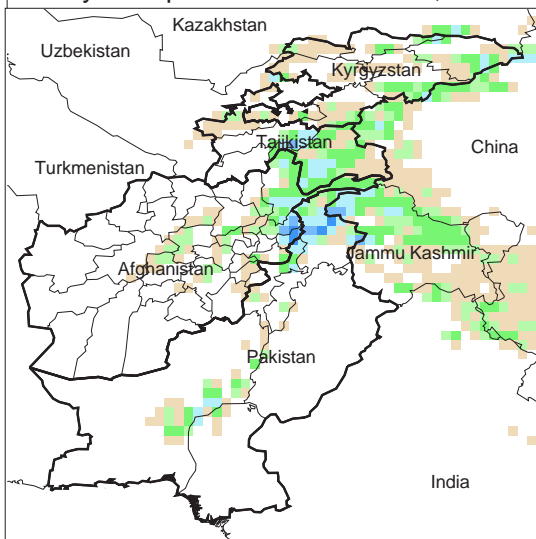 Kazakhstan
Uzbekistan
Kyrgyzstan
Tajikistan
China
Turkmenistan
Jammu Kashmir
Afghanistan
Pakistan
India